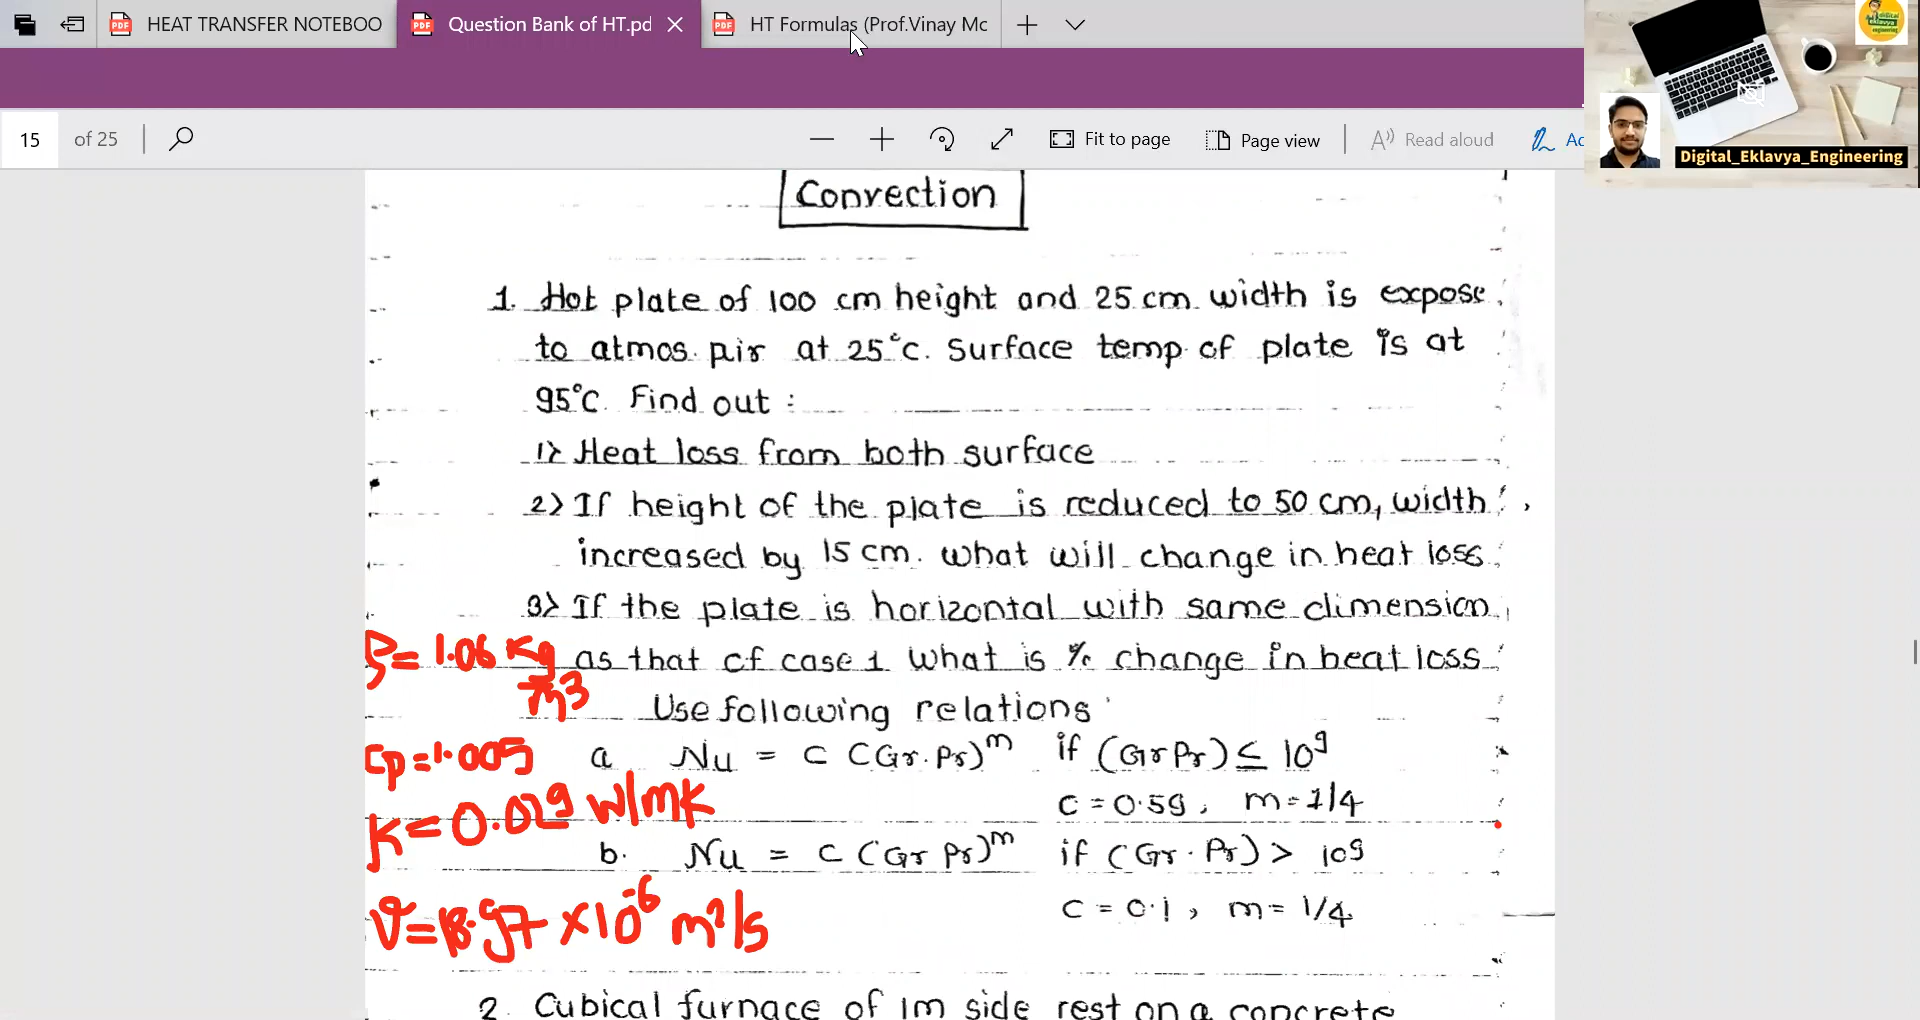 HEAT TRANSFER NOTEBOO
Question Bank of HT.pd
HT Formulas (Prof.Vinay Mc
15 of 25
Fit to page
Page view
Read aloud
Ac
Digital_Eklavya_Engineering
Convection
1. Hot plate of 100 cm height and 25 cm width is expose
to atmos. air at 25°c. Surface temp. of plate is at
95°C. Find out :
1) Heat loss from both surface
2) If height of the plate is reduced to 50 cm, width
increased by 15 cm. what will change in heat loss.
3) If the plate is horizontal with same dimension
as that of case 1 What is % change in heat loss
Use following relations
a Nu = C (Gr.Pr)^m if (GrPr) ≤ 10^9
C = 0.59, m = 1/4
b. Nu = C (Gr Pr)^m if (Gr.Pr) > 10^9
C = 0.1, m = 1/4
ρ = 1.06 kg/m3
Cp = 1.005
K = 0.029 W/mK
ν = 18.97 × 10^-6 m²/s
2. Cubical furnace of 1m side rest on a concrete